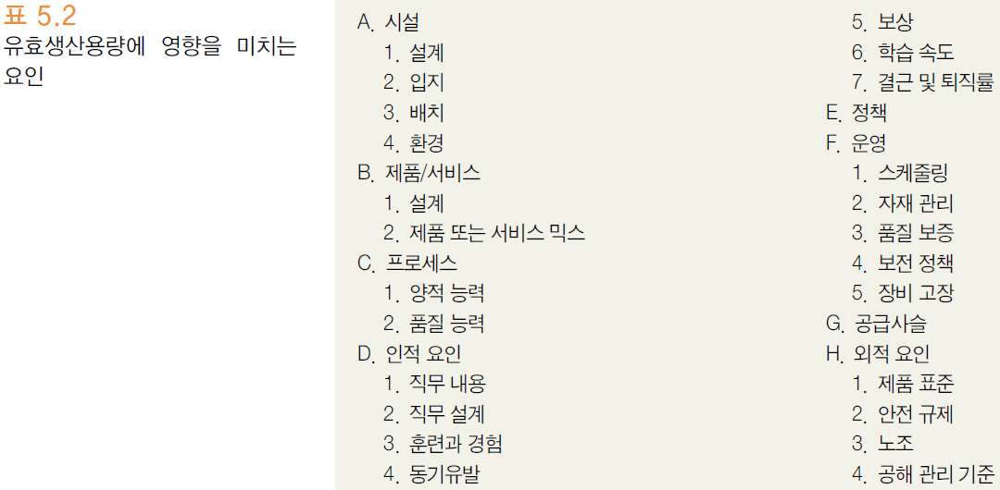 표 5.2
유효생산용량에 영향을 미치는
요인
A. 시설
1. 설계
2. 입지
3. 배치
4. 환경
B. 제품/서비스
1. 설계
2. 제품 또는 서비스 믹스
C. 프로세스
1. 양적 능력
2. 품질 능력
D. 인적 요인
1. 직무 내용
2. 직무 설계
3. 훈련과 경험
4. 동기유발
5. 보상
6. 학습 속도
7. 결근 및 퇴직률
E. 정책
F. 운영
1. 스케줄링
2. 자재 관리
3. 품질 보증
4. 보전 정책
5. 장비 고장
G. 공급사슬
H. 외적 요인
1. 제품 표준
2. 안전 규제
3. 노조
4. 공해 관리 기준